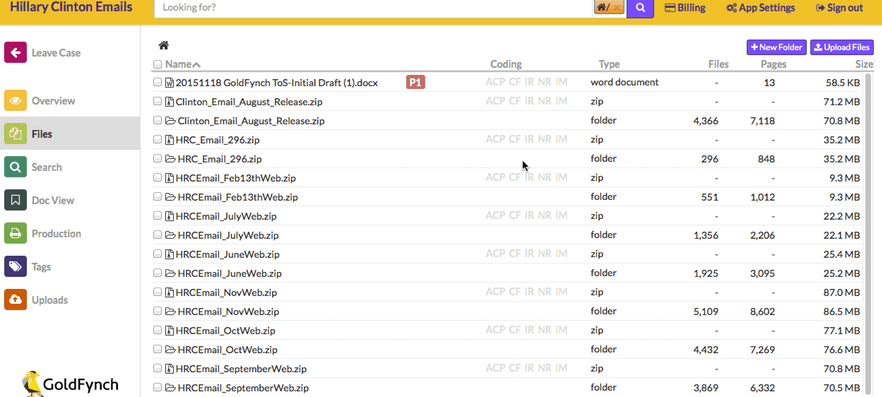 Hillary Clinton Emails Looking for? Billing App Settings Sign out
Leave Case
Overview
Files
Search
Doc View
Production
Tags
Uploads
GoldFynch
New Folder Upload Files
Name Coding Type Files Pages Size
20151118 GoldFynch ToS-Initial Draft (1).docx P1 ACP CF IR NR IM word document - 13 58.5 KB
Clinton_Email_August_Release.zip ACP CF IR NR IM zip - - 71.2 MB
Clinton_Email_August_Release.zip folder 4,366 7,118 70.8 MB
HRC_Email_296.zip ACP CF IR NR IM zip - - 35.2 MB
HRC_Email_296.zip folder 296 848 35.2 MB
HRCEmail_Feb13thWeb.zip ACP CF IR NR IM zip - - 9.3 MB
HRCEmail_Feb13thWeb.zip folder 551 1,012 9.3 MB
HRCEmail_JulyWeb.zip ACP CF IR NR IM zip - - 22.2 MB
HRCEmail_JulyWeb.zip folder 1,356 2,206 22.1 MB
HRCEmail_JuneWeb.zip ACP CF IR NR IM zip - - 25.4 MB
HRCEmail_JuneWeb.zip folder 1,925 3,095 25.2 MB
HRCEmail_NovWeb.zip ACP CF IR NR IM zip - - 87.0 MB
HRCEmail_NovWeb.zip folder 5,109 8,602 86.5 MB
HRCEmail_OctWeb.zip ACP CF IR NR IM zip - - 77.1 MB
HRCEmail_OctWeb.zip folder 4,432 7,269 76.6 MB
HRCEmail_SeptemberWeb.zip ACP CF IR NR IM zip - - 70.8 MB
HRCEmail_SeptemberWeb.zip folder 3,869 6,332 70.5 MB